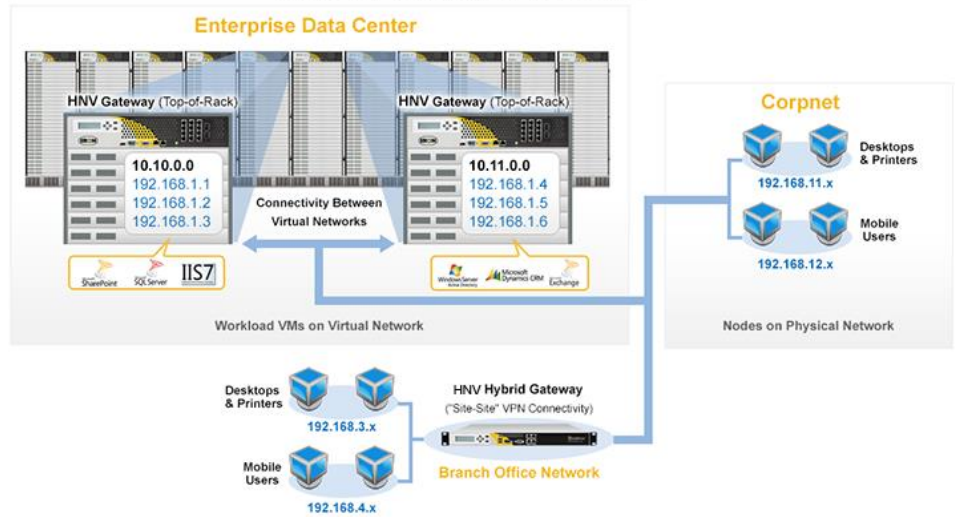 Enterprise Data Center
HNV Gateway (Top-of-Rack)
10.10.0.0
192.168.1.1
192.168.1.2
192.168.1.3
SharePoint
SQL Server
IIS7
Connectivity Between
Virtual Networks
HNV Gateway (Top-of-Rack)
10.11.0.0
192.168.1.4
192.168.1.5
192.168.1.6
Windows Server
Active Directory
Microsoft
Dynamics CRM
Exchange
Workload VMs on Virtual Network
Corpnet
Desktops
& Printers
192.168.11.x
Mobile
Users
192.168.12.x
Nodes on Physical Network
Desktops
& Printers
192.168.3.x
Mobile
Users
192.168.4.x
HNV Hybrid Gateway
("Site-Site" VPN Connectivity)
Branch Office Network